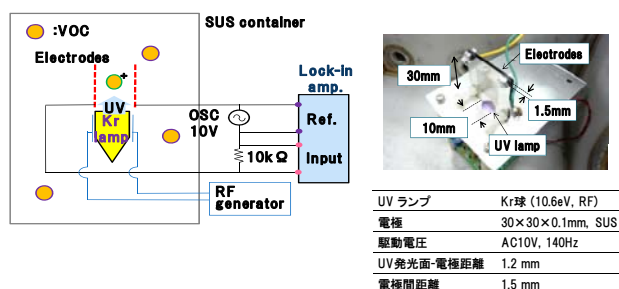 :VOC
SUS container
Electrodes
+
UV
Kr
lamp
OSC
10V
10kΩ
RF
generator
Lock-in
amp.
Ref.
Input
Electrodes
30mm
1.5mm
10mm
UV lamp
UV ランプ Kr球 (10.6eV, RF)
電極 30×30×0.1mm, SUS
駆動電圧 AC10V, 140Hz
UV発光面-電極距離 1.2 mm
電極間距離 1.5 mm